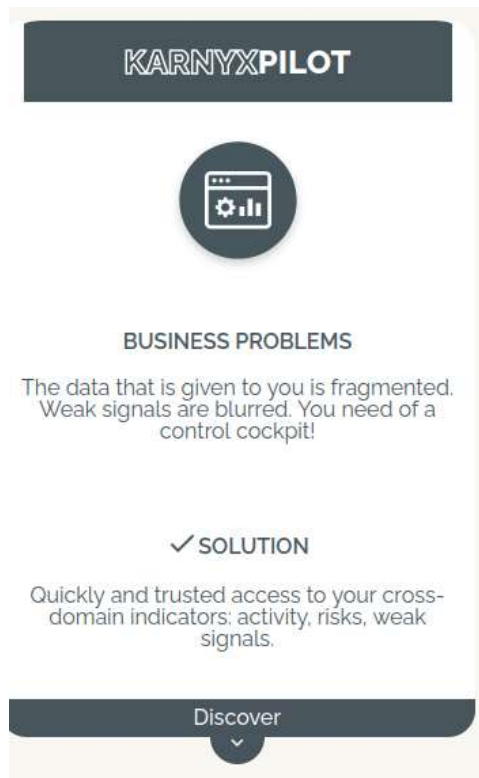 KARNYXPILOT
BUSINESS PROBLEMS
The data that is given to you is fragmented.
Weak signals are blurred. You need of a
control cockpit!
SOLUTION
Quickly and trusted access to your cross-
domain indicators: activity, risks, weak
signals.
Discover